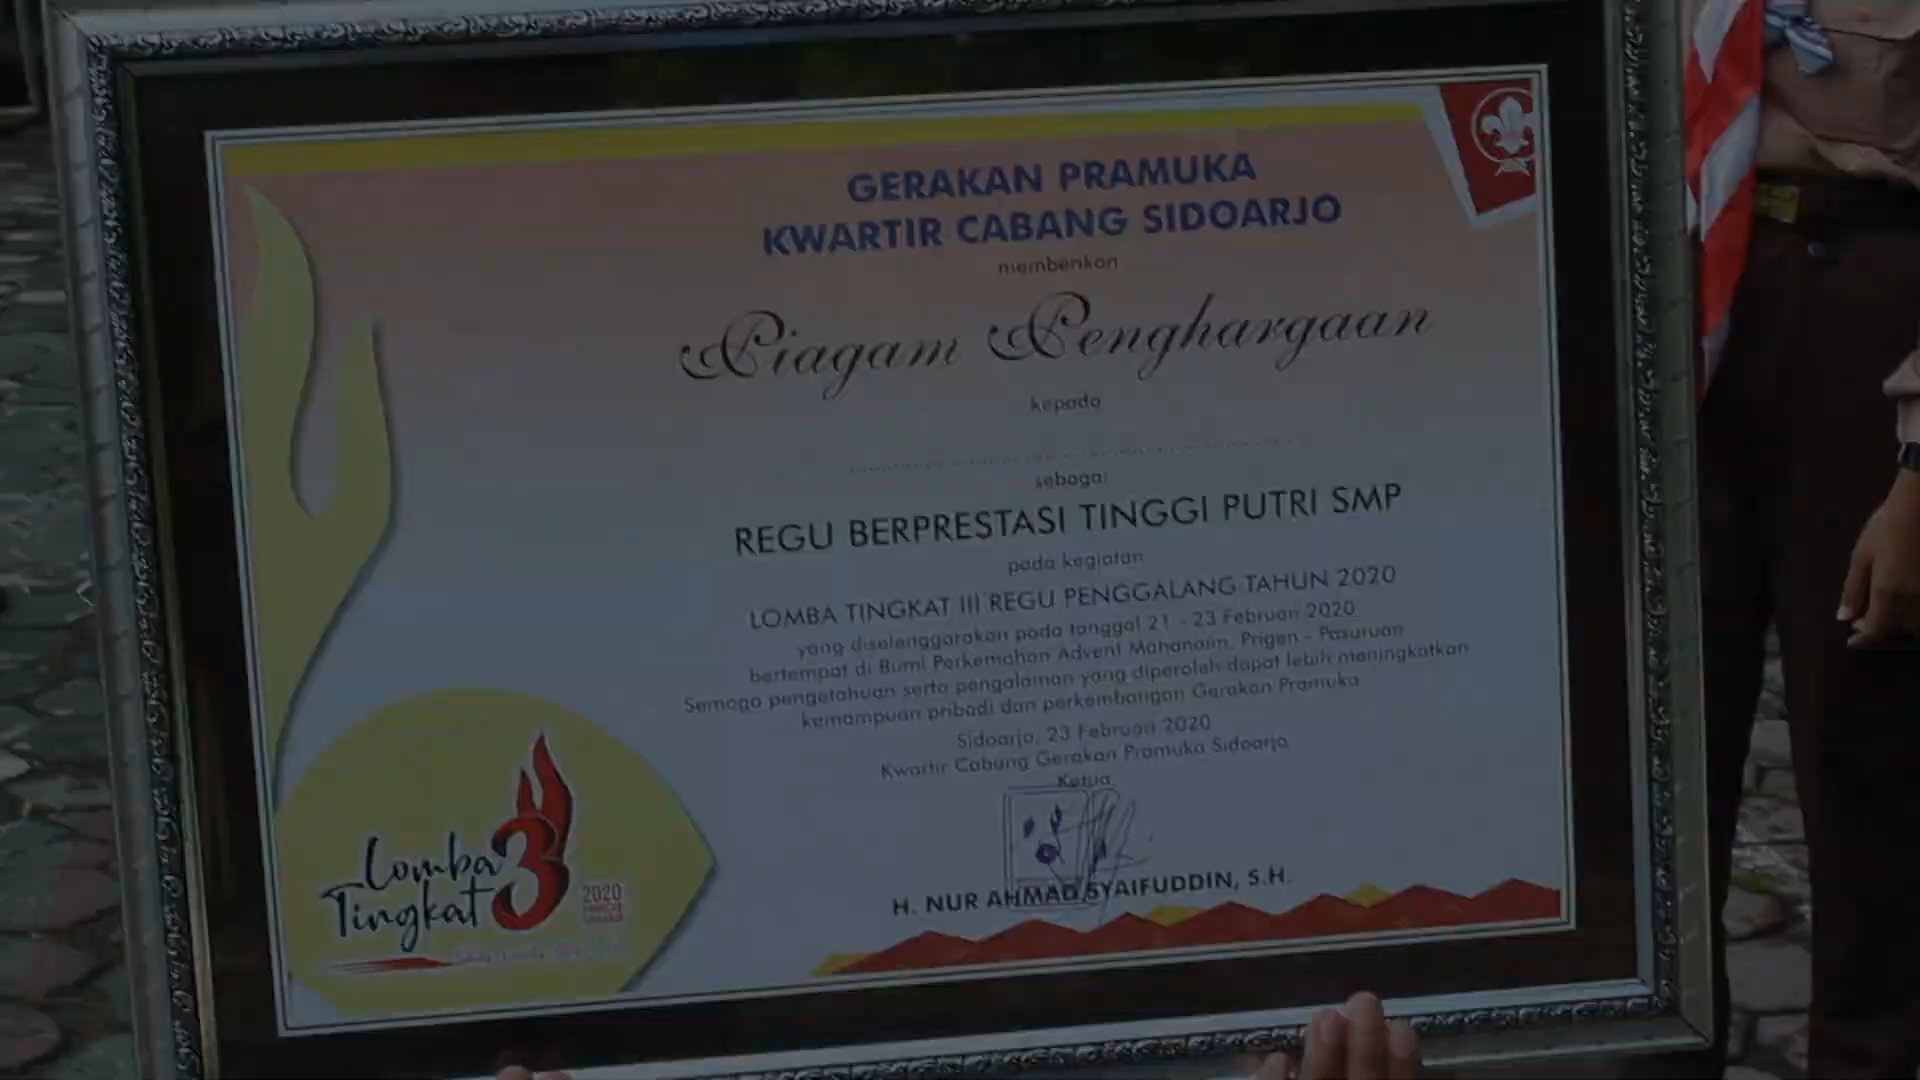 GERAKAN PRAMUKA
KWARTIR CABANG SIDOARJO
memberikan
Piagam Penghargaan
kepada
sebagai
REGU BERPRESTASI TINGGI PUTRI SMP
pada kegiatan
LOMBA TINGKAT III REGU PENGGALANG TAHUN 2020
yang diselenggarakan pada tanggal 21 - 23 Februari 2020
bertempat di Bumi Perkemahan Advent Mahanaim, Prigen - Pasuruan
Semoga pengetahuan serta pengalaman yang diperoleh dapat lebih meningkatkan
kemampuan pribadi dan perkembangan Gerakan Pramuka
Sidoarjo, 23 Februari 2020
Kwartir Cabang Gerakan Pramuka Sidoarjo
Ketua
H. NUR AHMAD SYAIFUDDIN, S.H.
Lomba
Tingkat 3
2020